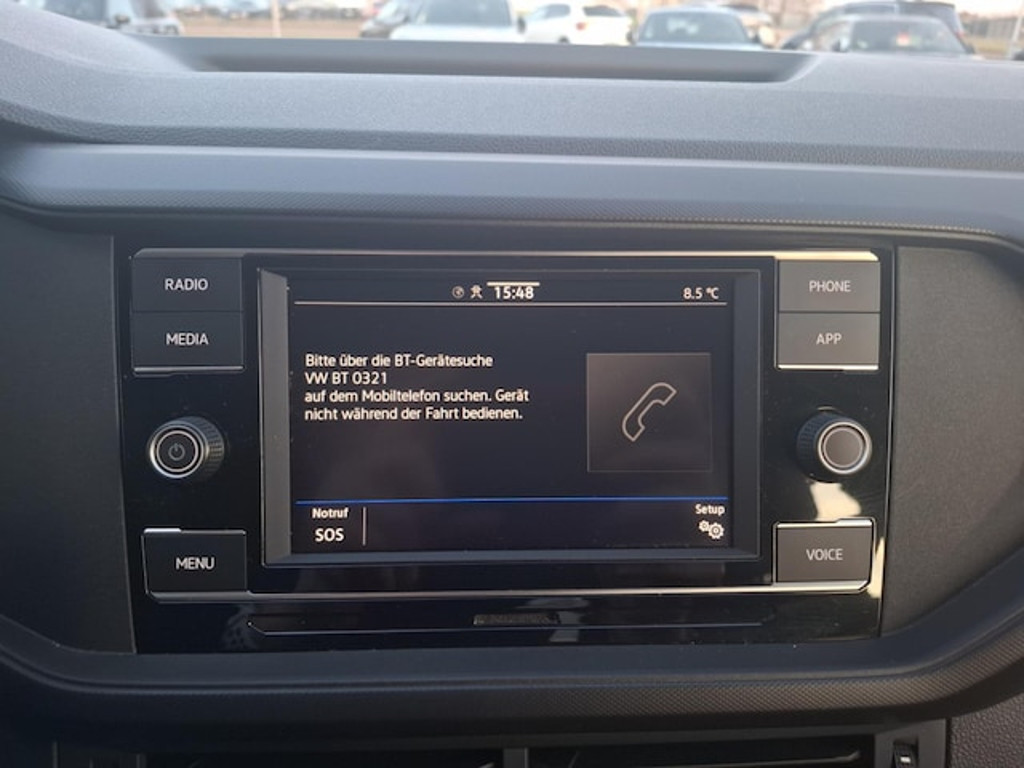 RADIO
MEDIA
MENU
15:48
8.5 °C
Bitte über die BT-Gerätesuche
VW BT 0321
auf dem Mobiltelefon suchen. Gerät
nicht während der Fahrt bedienen.
Notruf
SOS
Setup
PHONE
APP
VOICE